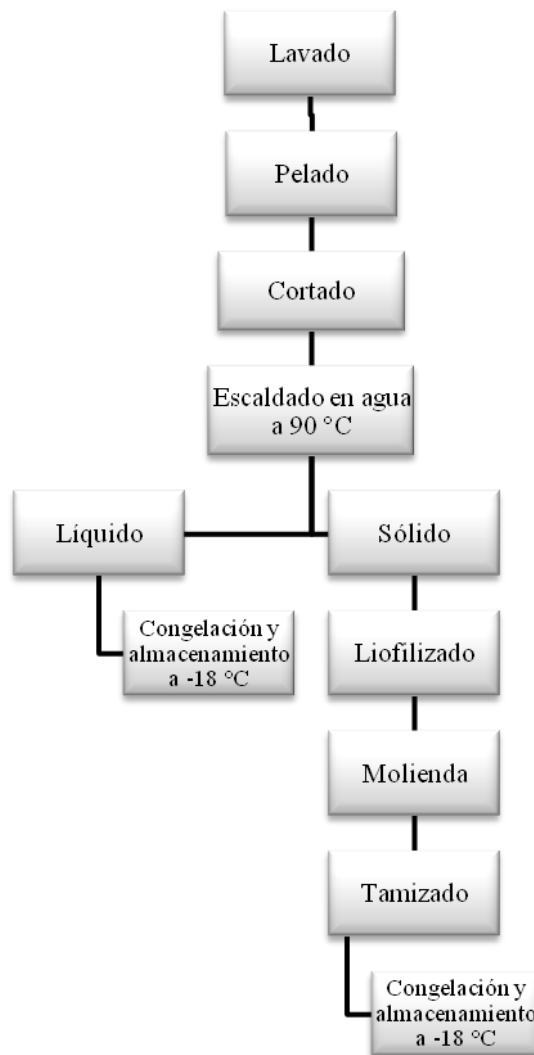 Lavado
Pelado
Cortado
Escaldado en agua
a 90 °C
Líquido
Sólido
Congelación y
almacenamiento
a -18 °C
Liofilizado
Molienda
Tamizado
Congelación y
almacenamiento
a -18 °C